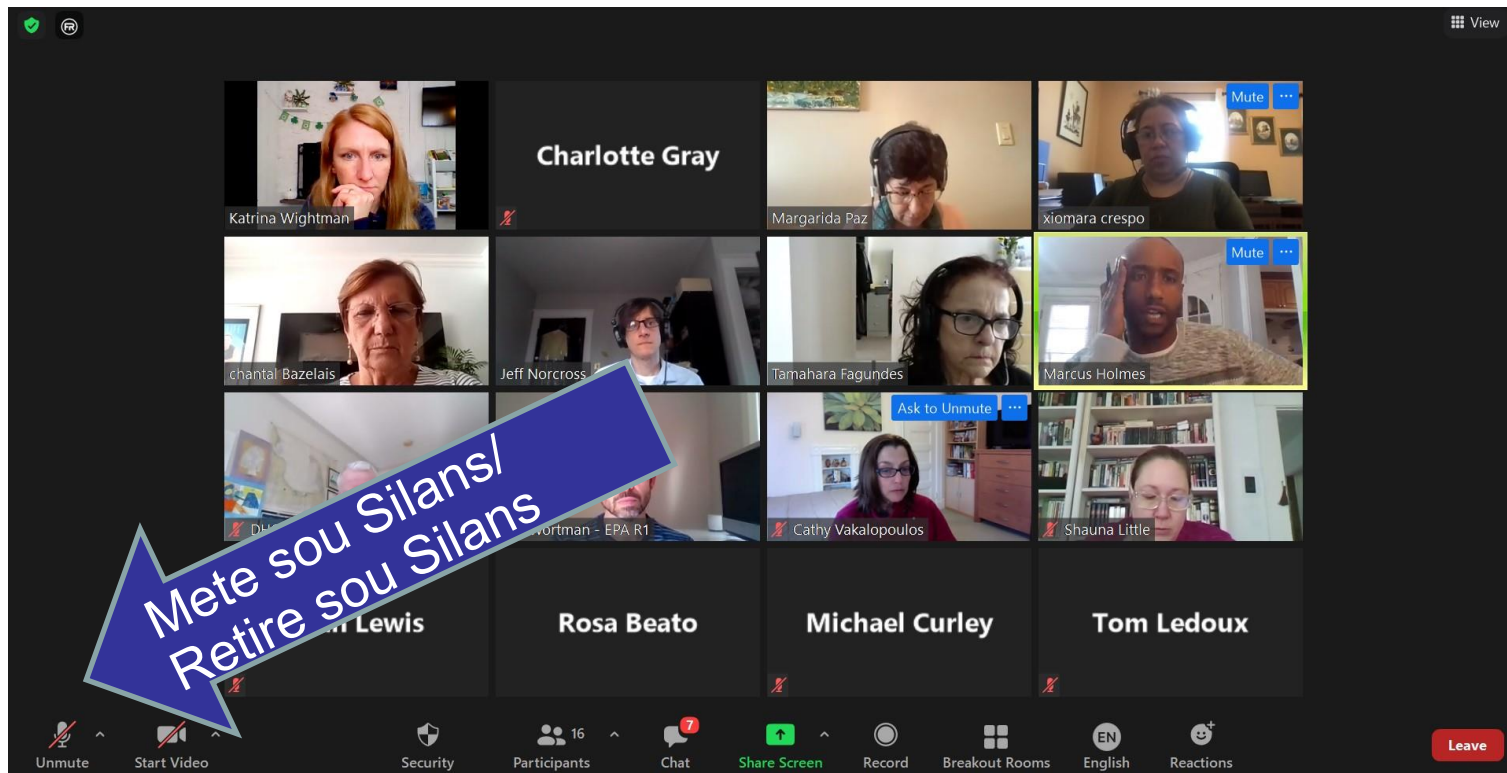 FR
View
Katrina Wightman
Charlotte Gray
Margarida Paz
Mute ...
xiomara crespo
chantal Bazelais
Jeff Norcross
Tamahara Fagundes
Mute ...
Marcus Holmes
Ask to Unmute ...
- EPA R1
Cathy Vakalopoulos
Shauna Little
Mete sou Silans/
Retire sou Silans
Lewis
Rosa Beato
Michael Curley
Tom Ledoux
16
7
EN
Unmute
Start Video
Security
Participants
Chat
Share Screen
Record
Breakout Rooms
English
Reactions
Leave